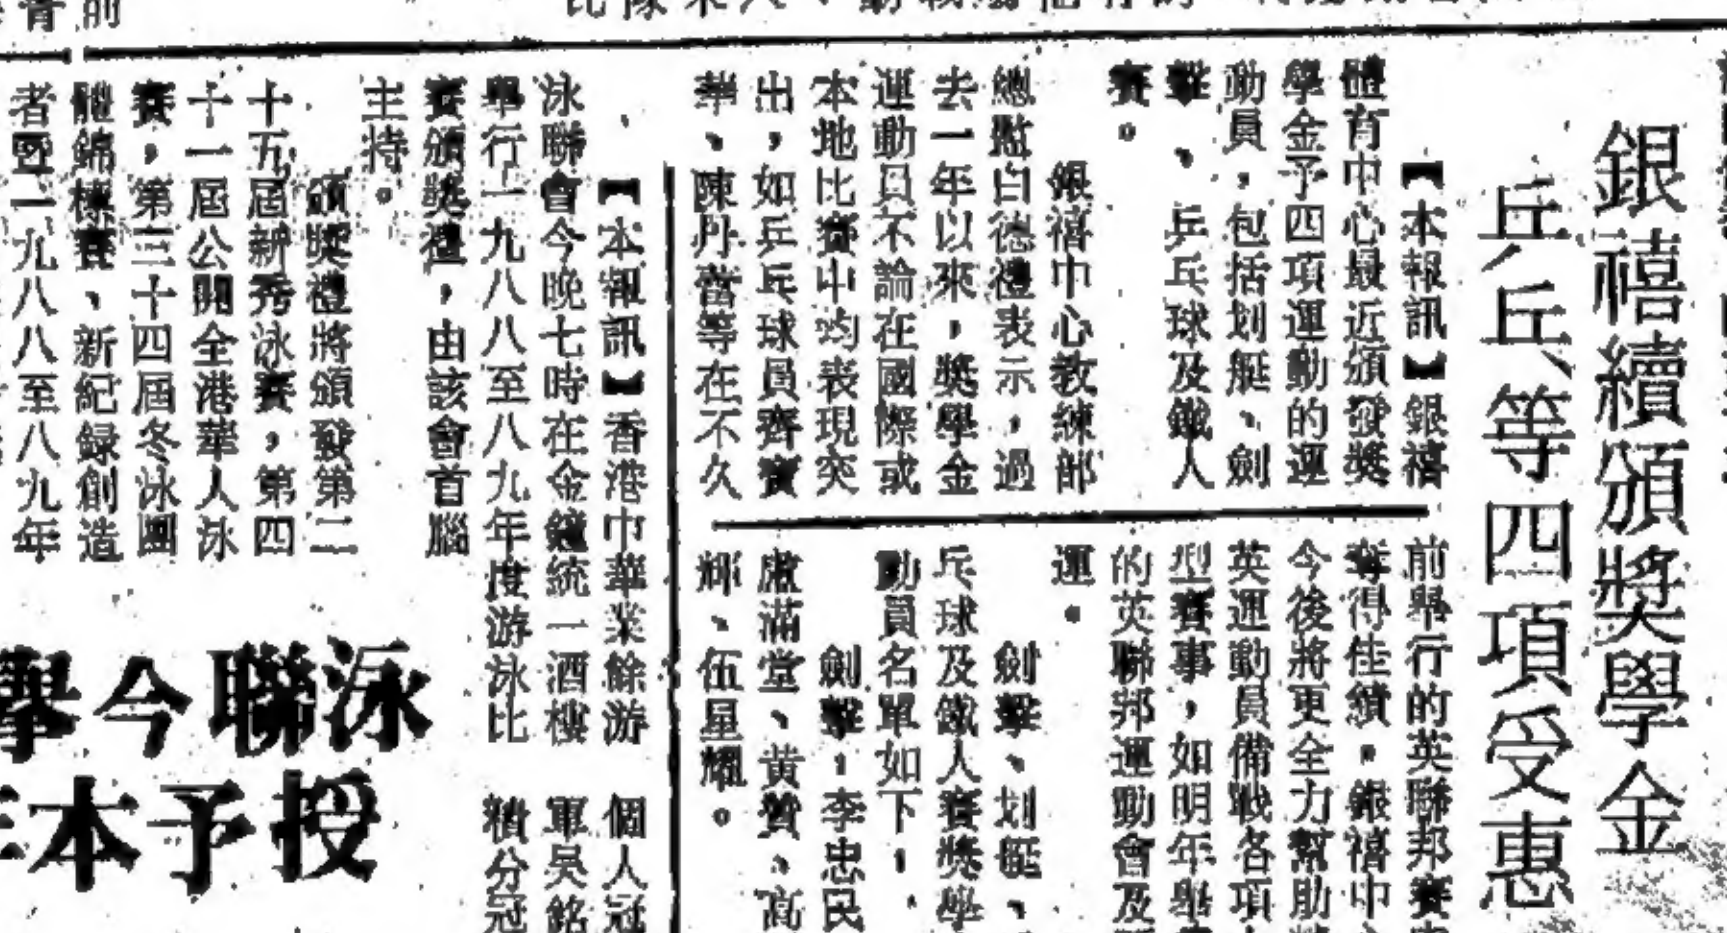 銀禧續頒獎學金
乒乓、等四項受惠
【本報訊】銀禧
體育中心最近頒發獎
學金予四項運動的運
動員，包括划艇、劍
擊、乒乓球及鐵人
賽。
銀禧中心教練部
總監白德禮表示，過
去一年以來，獎學金
運動員不論在國際或
本地比賽中均表現突
出，如乒乓球員齊寶
華、陳丹蕾等在不久
前舉行的英聯邦賽
奪得佳績。銀禧中
今後將更全力幫助
英運動員備戰各項
型賽事，如明年舉
的英聯邦運動會及
運。
劍擊、划艇、
乓球及鐵人賽獎學
動員名單如下：
劍擊：李忠民
盧滿堂、黃贊、高
輝、伍星耀。
泳聯今舉
授予本
【本報訊】香港中華業餘游
泳聯會今晚七時在金鐘統一酒樓
舉行一九八八至八九年度游泳比
賽頒獎禮，由該會首腦
主持。
頒獎禮將頒發第二
十五屆新秀泳賽，第四
十一屆公開全港華人泳
賽，第三十四屆冬泳團
體錦標賽、新紀録創造
者暨一九八八至八九年
個人冠
軍吳銘
積分冠